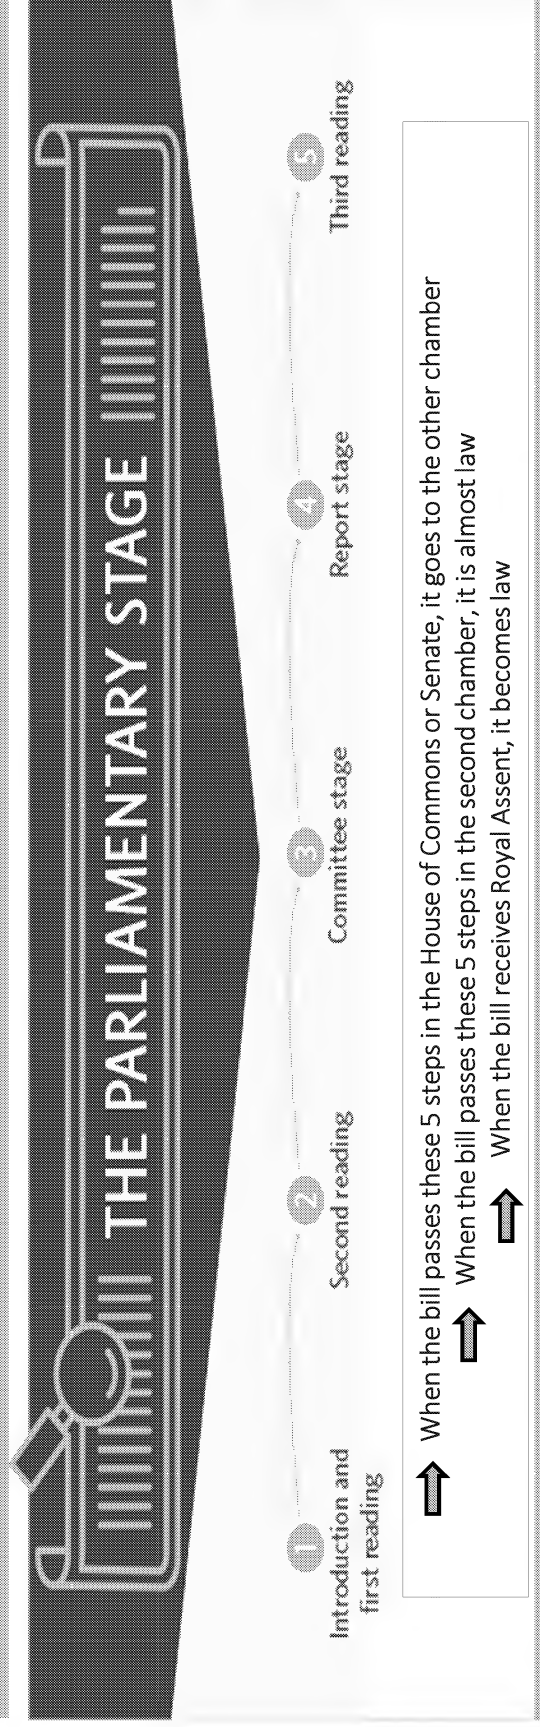 THE PARLIAMENTARY STAGE
1
Introduction and
first reading
2
Second reading
3
Committee stage
4
Report stage
5
Third reading
When the bill passes these 5 steps in the House of Commons or Senate, it goes to the other chamber
When the bill passes these 5 steps in the second chamber, it is almost law
When the bill receives Royal Assent, it becomes law